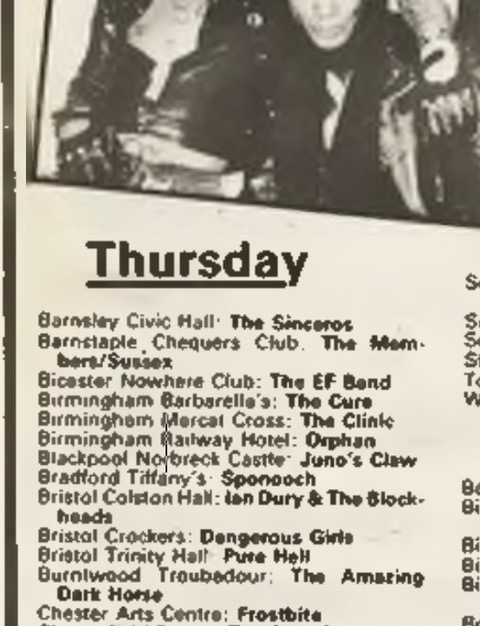 Thursday
Barnsley Civic Hall: The Sinceros
Barnstaple Chequers Club: The Mem-
bers/Sussex
Bicester Nowhere Club: The EF Band
Birmingham Barbarella's: The Cure
Birmingham Mercat Cross: The Clinic
Birmingham Railway Hotel: Orphan
Blackpool Norbreck Castle: Juno's Claw
Bradford Tiffany's: Sponooch
Bristol Colston Hall: Ian Dury & The Block-
heads
Bristol Crockers: Dangerous Girls
Bristol Trinity Hall: Pure Hell
Burntwood Troubadour: The Amazing
Dark Horse
Chester Arts Centre: Frostbite